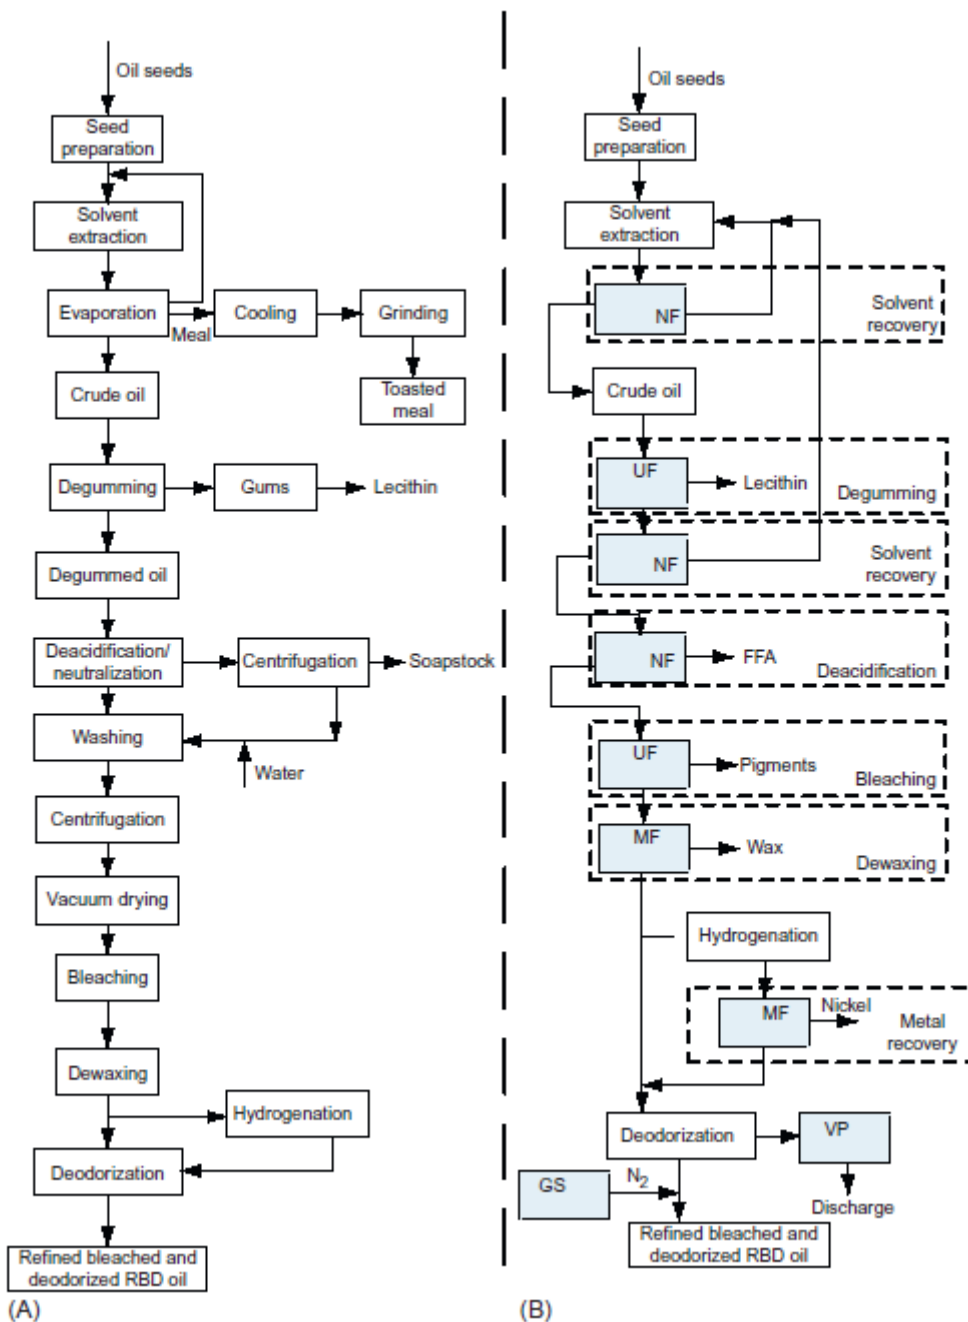 Oil seeds
Seed
preparation
Solvent
extraction
Evaporation
Meal
Cooling
Grinding
Toasted
meal
Crude oil
Degumming
Gums
Lecithin
Degummed oil
Deacidification/
neutralization
Centrifugation
Soapstock
Washing
Water
Centrifugation
Vacuum drying
Bleaching
Dewaxing
Hydrogenation
Deodorization
Refined bleached and
deodorized RBD oil
(A)
Oil seeds
Seed
preparation
Solvent
extraction
NF
Solvent
recovery
Crude oil
UF
Lecithin
Degumming
NF
Solvent
recovery
NF
FFA
Deacidification
UF
Pigments
Bleaching
MF
Wax
Dewaxing
Hydrogenation
MF
Nickel
Metal
recovery
Deodorization
VP
Discharge
GS
N2
Refined bleached and
deodorized RBD oil
(B)